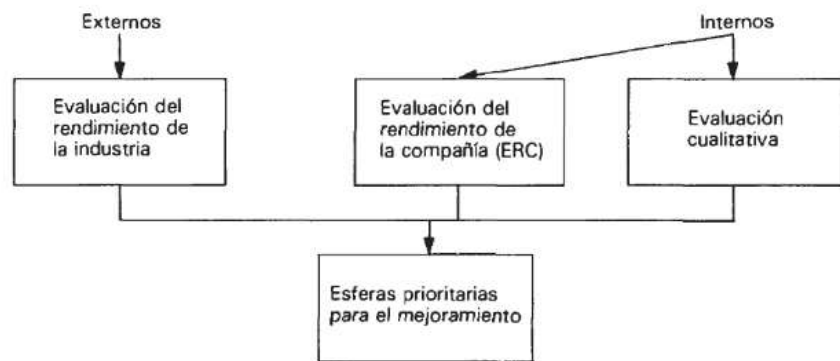 Externos
Internos
Evaluación del
rendimiento de
la industria
Evaluación del
rendimiento de
la compañía (ERC)
Evaluación
cualitativa
Esferas prioritarias
para el mejoramiento